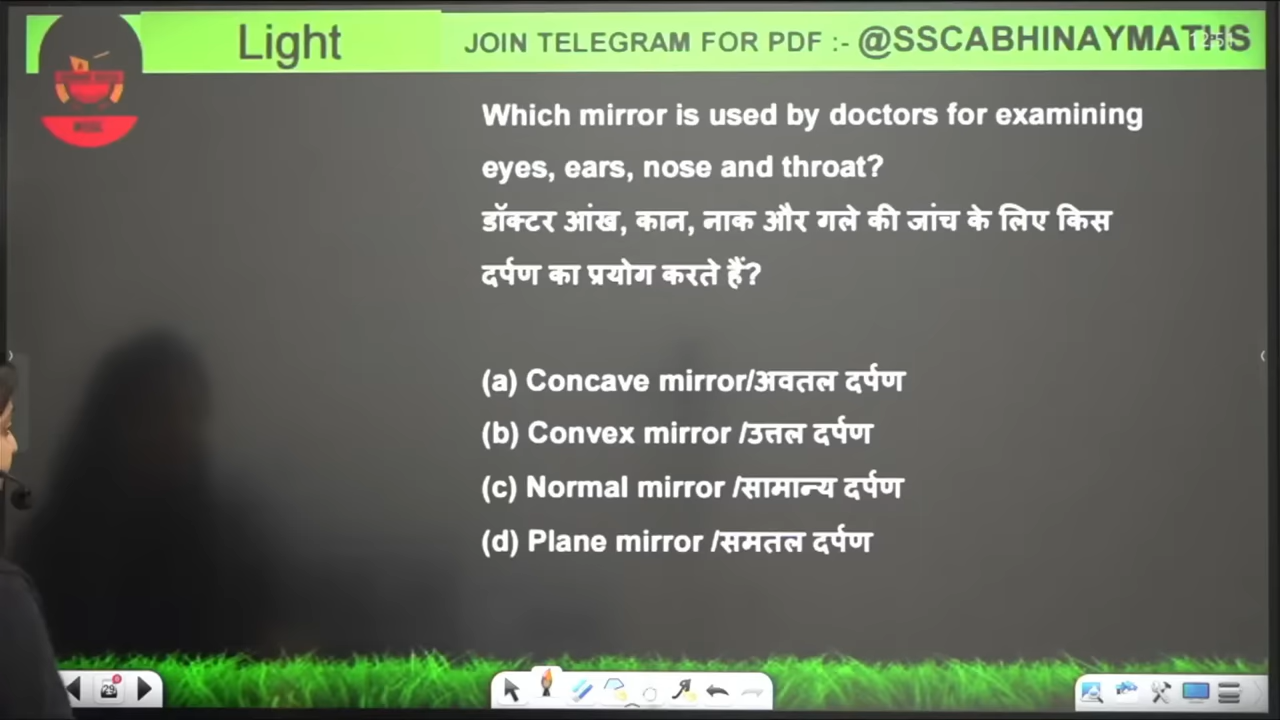 Light
JOIN TELEGRAM FOR PDF :- @SSCABHINAYMATHS
Which mirror is used by doctors for examining
eyes, ears, nose and throat?
डॉक्टर आंख, कान, नाक और गले की जांच के लिए किस
दर्पण का प्रयोग करते हैं?
(a) Concave mirror/अवतल दर्पण
(b) Convex mirror /उत्तल दर्पण
(c) Normal mirror /सामान्य दर्पण
(d) Plane mirror /समतल दर्पण
29